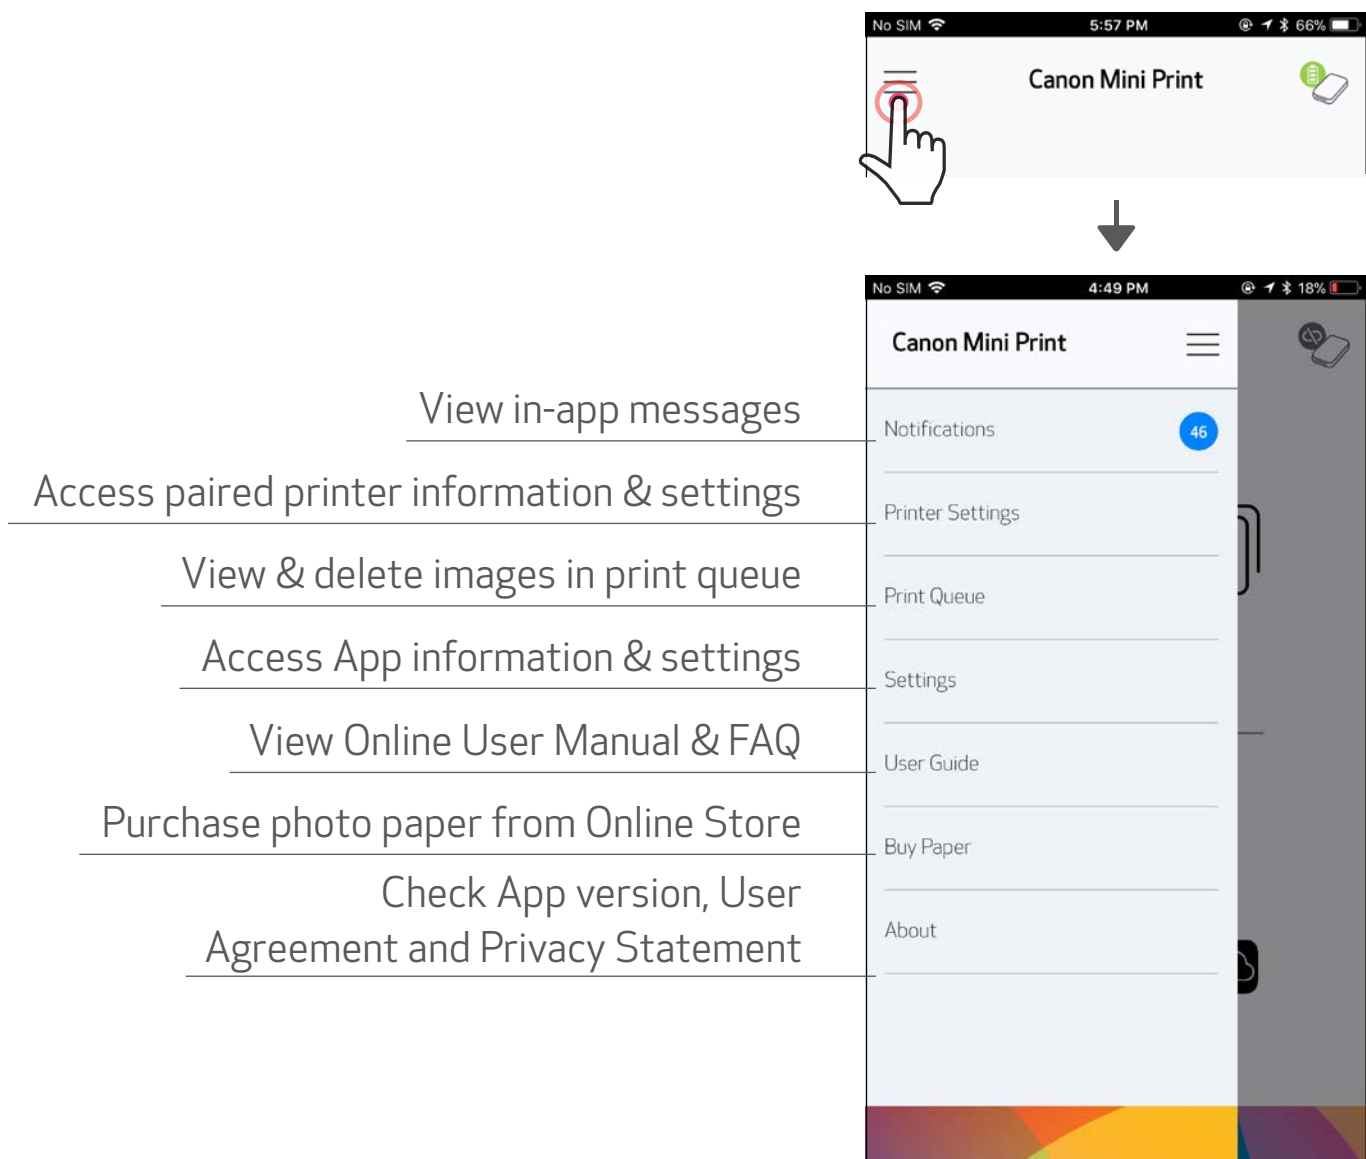 No SIM 5:57 PM 66%
Canon Mini Print
No SIM 4:49 PM 18%
Canon Mini Print
View in-app messages
Notifications 46
Access paired printer information & settings
Printer Settings
View & delete images in print queue
Print Queue
Access App information & settings
Settings
View Online User Manual & FAQ
User Guide
Purchase photo paper from Online Store
Buy Paper
Check App version, User
Agreement and Privacy Statement
About